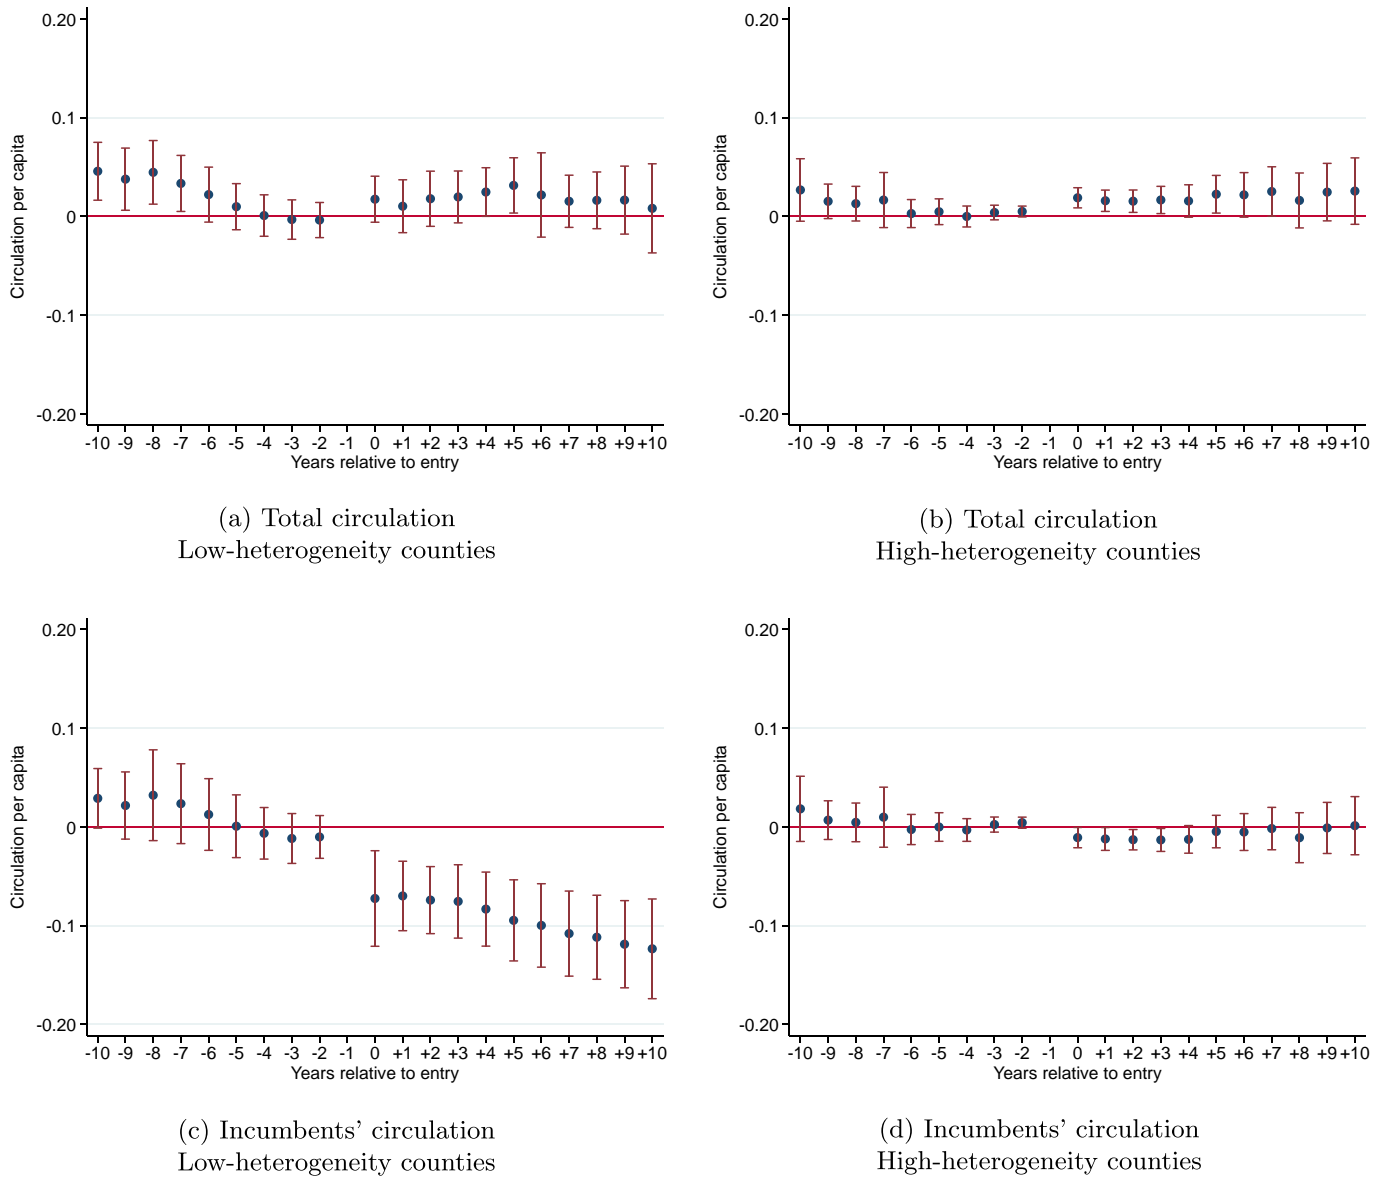 0.20
0.1
0
-0.1
-0.20
Circulation per capita
-10 -9 -8 -7 -6 -5 -4 -3 -2 -1 0 +1 +2 +3 +4 +5 +6 +7 +8 +9 +10
Years relative to entry
(a) Total circulation
Low-heterogeneity counties
0.20
0.1
0
-0.1
-0.20
Circulation per capita
-10 -9 -8 -7 -6 -5 -4 -3 -2 -1 0 +1 +2 +3 +4 +5 +6 +7 +8 +9 +10
Years relative to entry
(b) Total circulation
High-heterogeneity counties
0.20
0.1
0
-0.1
-0.20
Circulation per capita
-10 -9 -8 -7 -6 -5 -4 -3 -2 -1 0 +1 +2 +3 +4 +5 +6 +7 +8 +9 +10
Years relative to entry
(c) Incumbents’ circulation
Low-heterogeneity counties
0.20
0.1
0
-0.1
-0.20
Circulation per capita
-10 -9 -8 -7 -6 -5 -4 -3 -2 -1 0 +1 +2 +3 +4 +5 +6 +7 +8 +9 +10
Years relative to entry
(d) Incumbents’ circulation
High-heterogeneity counties